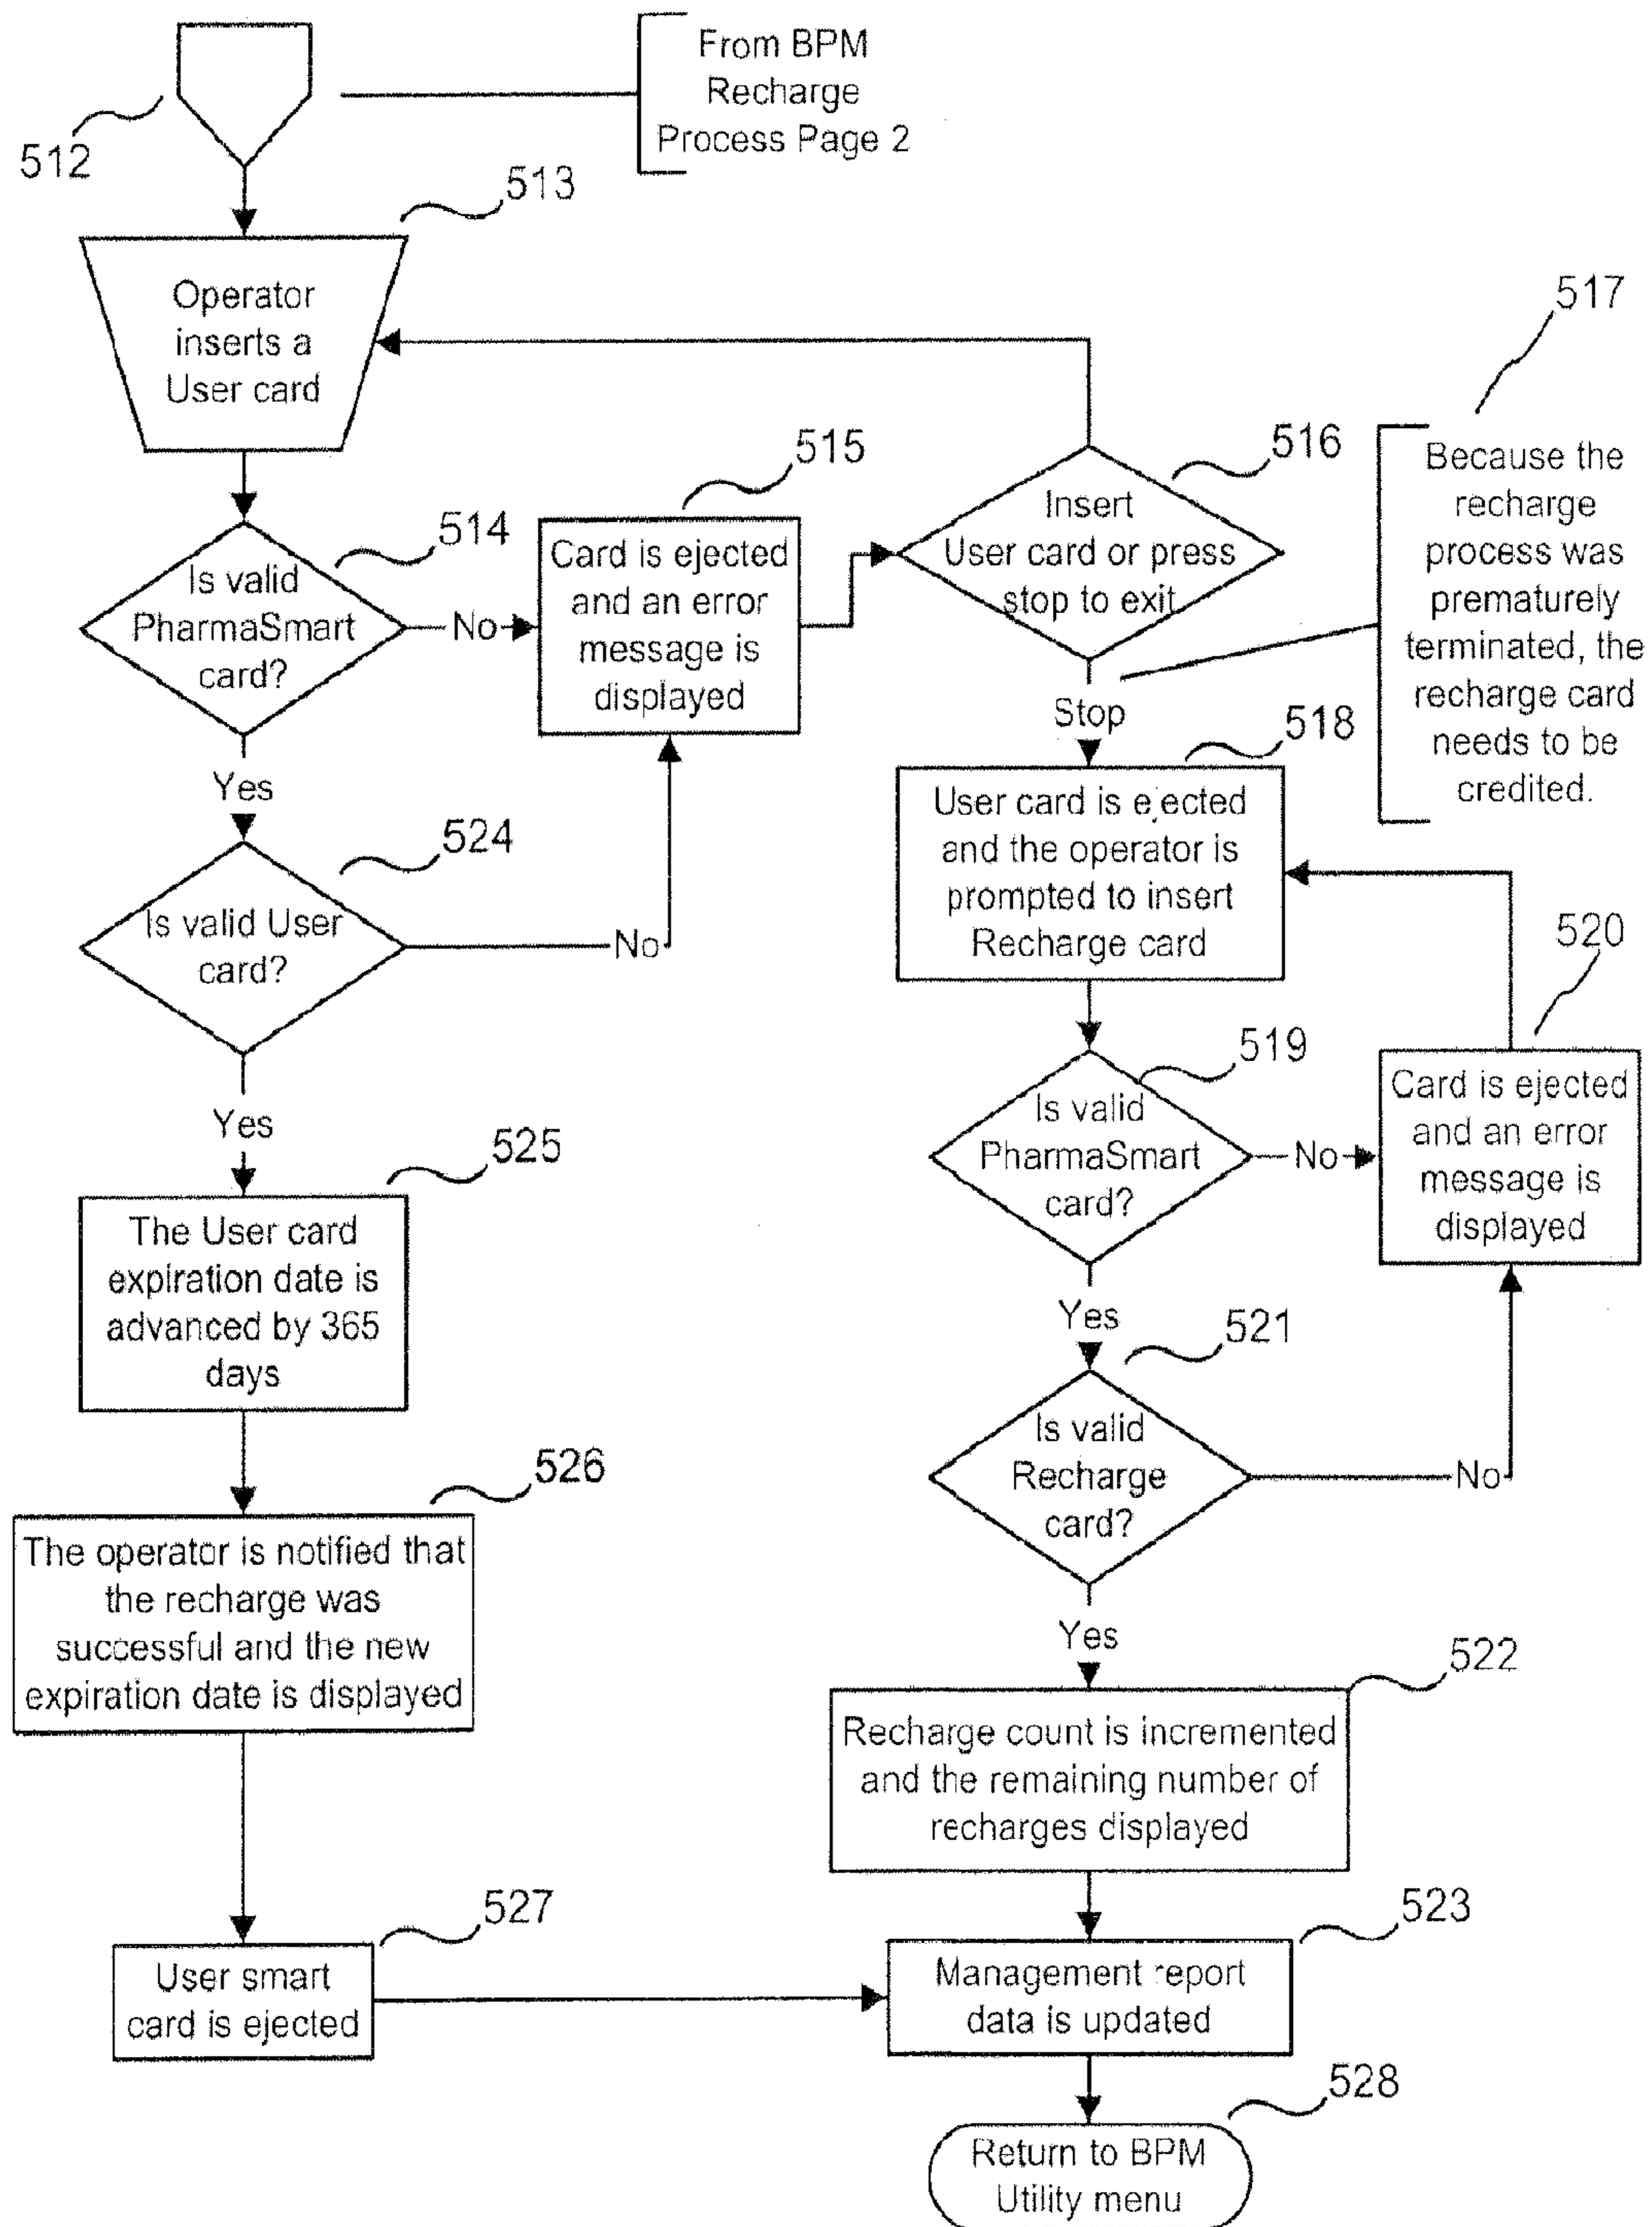 From BPM
Recharge
Process Page 2
512
513
Operator
inserts a
User card
517
514
Is valid
PharmaSmart
card?
No
Yes
515
Card is ejected
and an error
message is
displayed
516
Insert
User card or press
stop to exit
Stop
Because the
recharge
process was
prematurely
terminated, the
recharge card
needs to be
credited.
518
User card is ejected
and the operator is
prompted to insert
Recharge card
524
Is valid User
card?
No
Yes
519
Is valid
PharmaSmart
card?
No
Yes
520
Card is ejected
and an error
message is
displayed
525
The User card
expiration date is
advanced by 365
days
521
Is valid
Recharge
card?
No
Yes
526
The operator is notified that
the recharge was
successful and the new
expiration date is displayed
522
Recharge count is incremented
and the remaining number of
recharges displayed
527
User smart
card is ejected
523
Management report
data is updated
528
Return to BPM
Utility menu